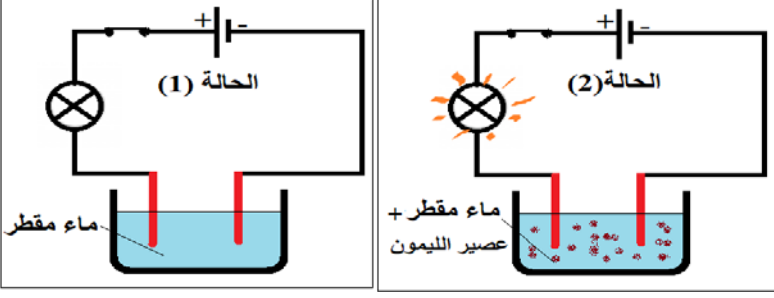 + -
الحالة (1)
ماء مقطر
+ -
الحالة(2)
ماء مقطر +
عصير الليمون